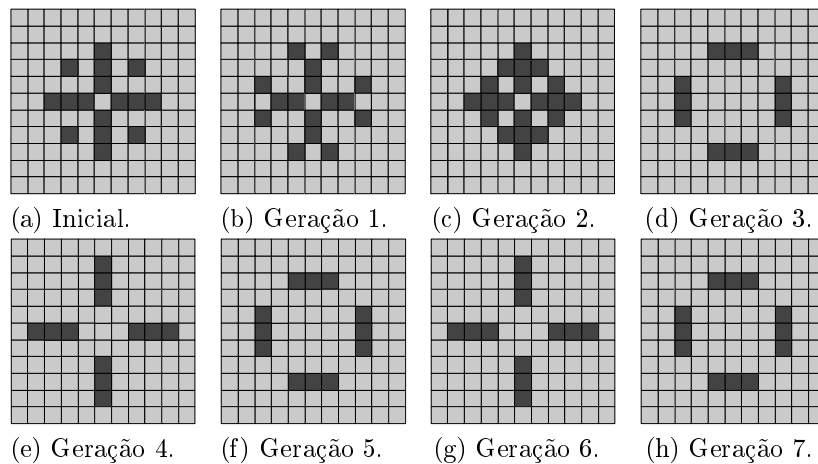 (a) Inicial.
(b) Geração 1.
(c) Geração 2.
(d) Geração 3.
(e) Geração 4.
(f) Geração 5.
(g) Geração 6.
(h) Geração 7.